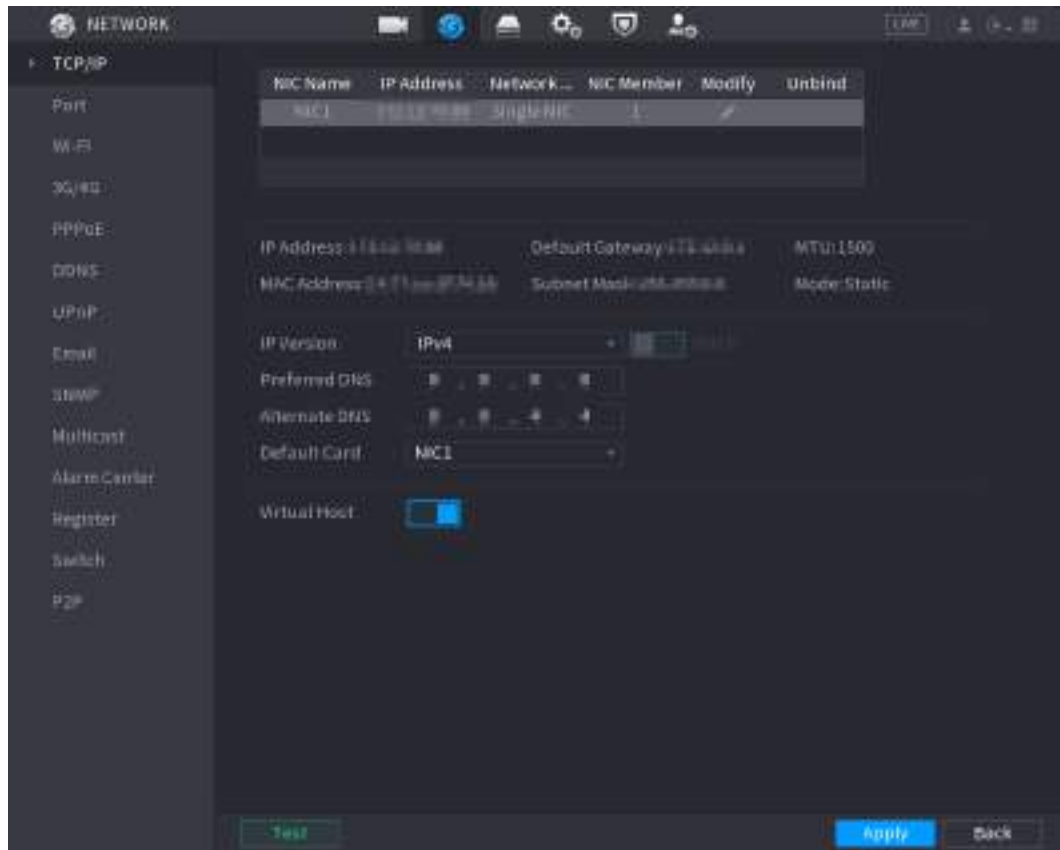 NETWORK
LIVE
TCP/IP
Port
Wi-Fi
3G/4G
PPPoE
DDNS
UPnP
Email
SNMP
Multicast
Alarm Center
Register
Switch
P2P
NIC Name IP Address Network ... NIC Member Modify Unbind
NIC1 Single NIC 1
IP Address: Default Gateway: MTU:1500
MAC Address: Subnet Mask: Mode:Static
IP Version IPv4
Preferred DNS 8 . 8 . 8 . 8
Alternate DNS 8 . 8 . 4 . 4
Default Card NIC1
Virtual Host
Test Apply Back